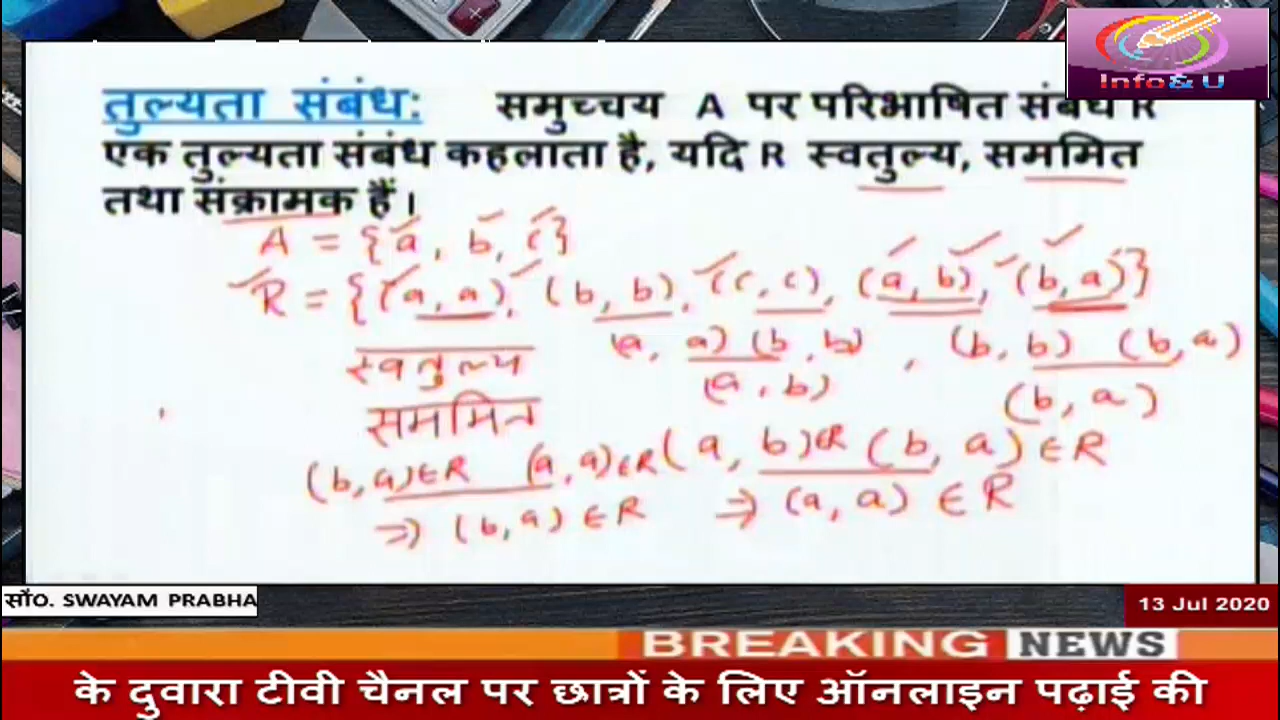 Info & U
तुल्यता संबंध: समुच्चय A पर परिभाषित संबंध R
एक तुल्यता संबंध कहलाता है, यदि R स्वतुल्य, सममित
तथा संक्रामक हैं।
A = {a, b, c}
R = {(a, a), (b, b), (c, c), (a, b), (b, a)}
स्वतुल्य (a, a) (b, b) , (b, b) (b, a)
(a, b) (b, a)
सममित
(b, a) ∈ R (a, a) ∈ R (a, b) ∈ R (b, a) ∈ R
⇒ (b, a) ∈ R ⇒ (a, a) ∈ R
सौ0. SWAYAM PRABHA
13 Jul 2020
BREAKING NEWS
के दुवारा टीवी चैनल पर छात्रों के लिए ऑनलाइन पढ़ाई की